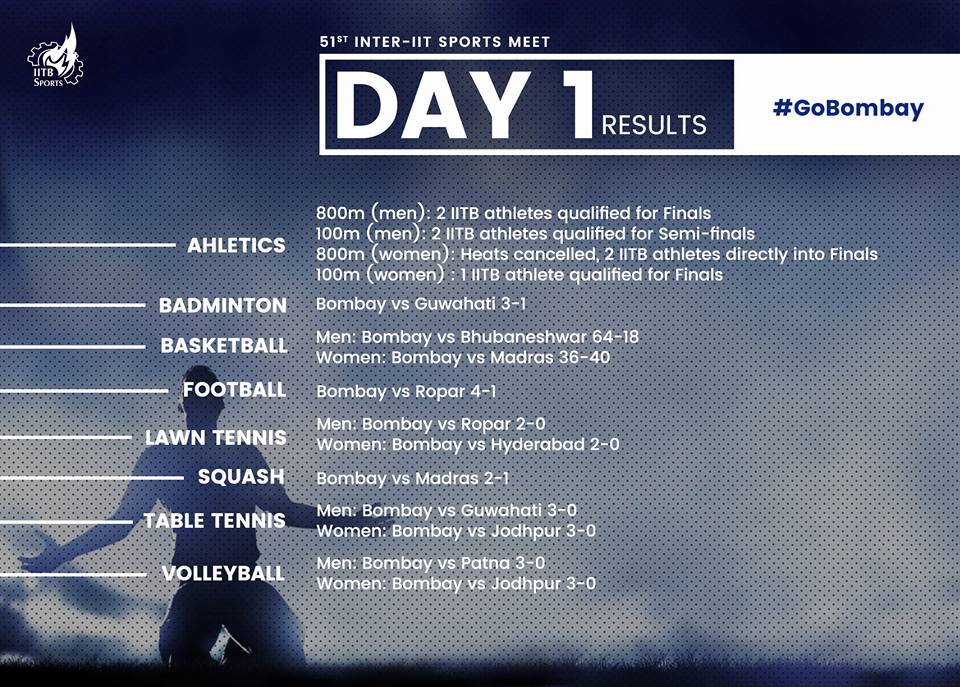 IITB
SPORTS
51ST INTER-IIT SPORTS MEET
DAY 1 RESULTS
#GoBombay
AHLETICS
800m (men): 2 IITB athletes qualified for Finals
100m (men): 2 IITB athletes qualified for Semi-finals
800m (women): Heats cancelled, 2 IITB athletes directly into Finals
100m (women) : 1 IITB athlete qualified for Finals
BADMINTON
Bombay vs Guwahati 3-1
BASKETBALL
Men: Bombay vs Bhubaneshwar 64-18
Women: Bombay vs Madras 36-40
FOOTBALL
Bombay vs Ropar 4-1
LAWN TENNIS
Men: Bombay vs Ropar 2-0
Women: Bombay vs Hyderabad 2-0
SQUASH
Bombay vs Madras 2-1
TABLE TENNIS
Men: Bombay vs Guwahati 3-0
Women: Bombay vs Jodhpur 3-0
VOLLEYBALL
Men: Bombay vs Patna 3-0
Women: Bombay vs Jodhpur 3-0